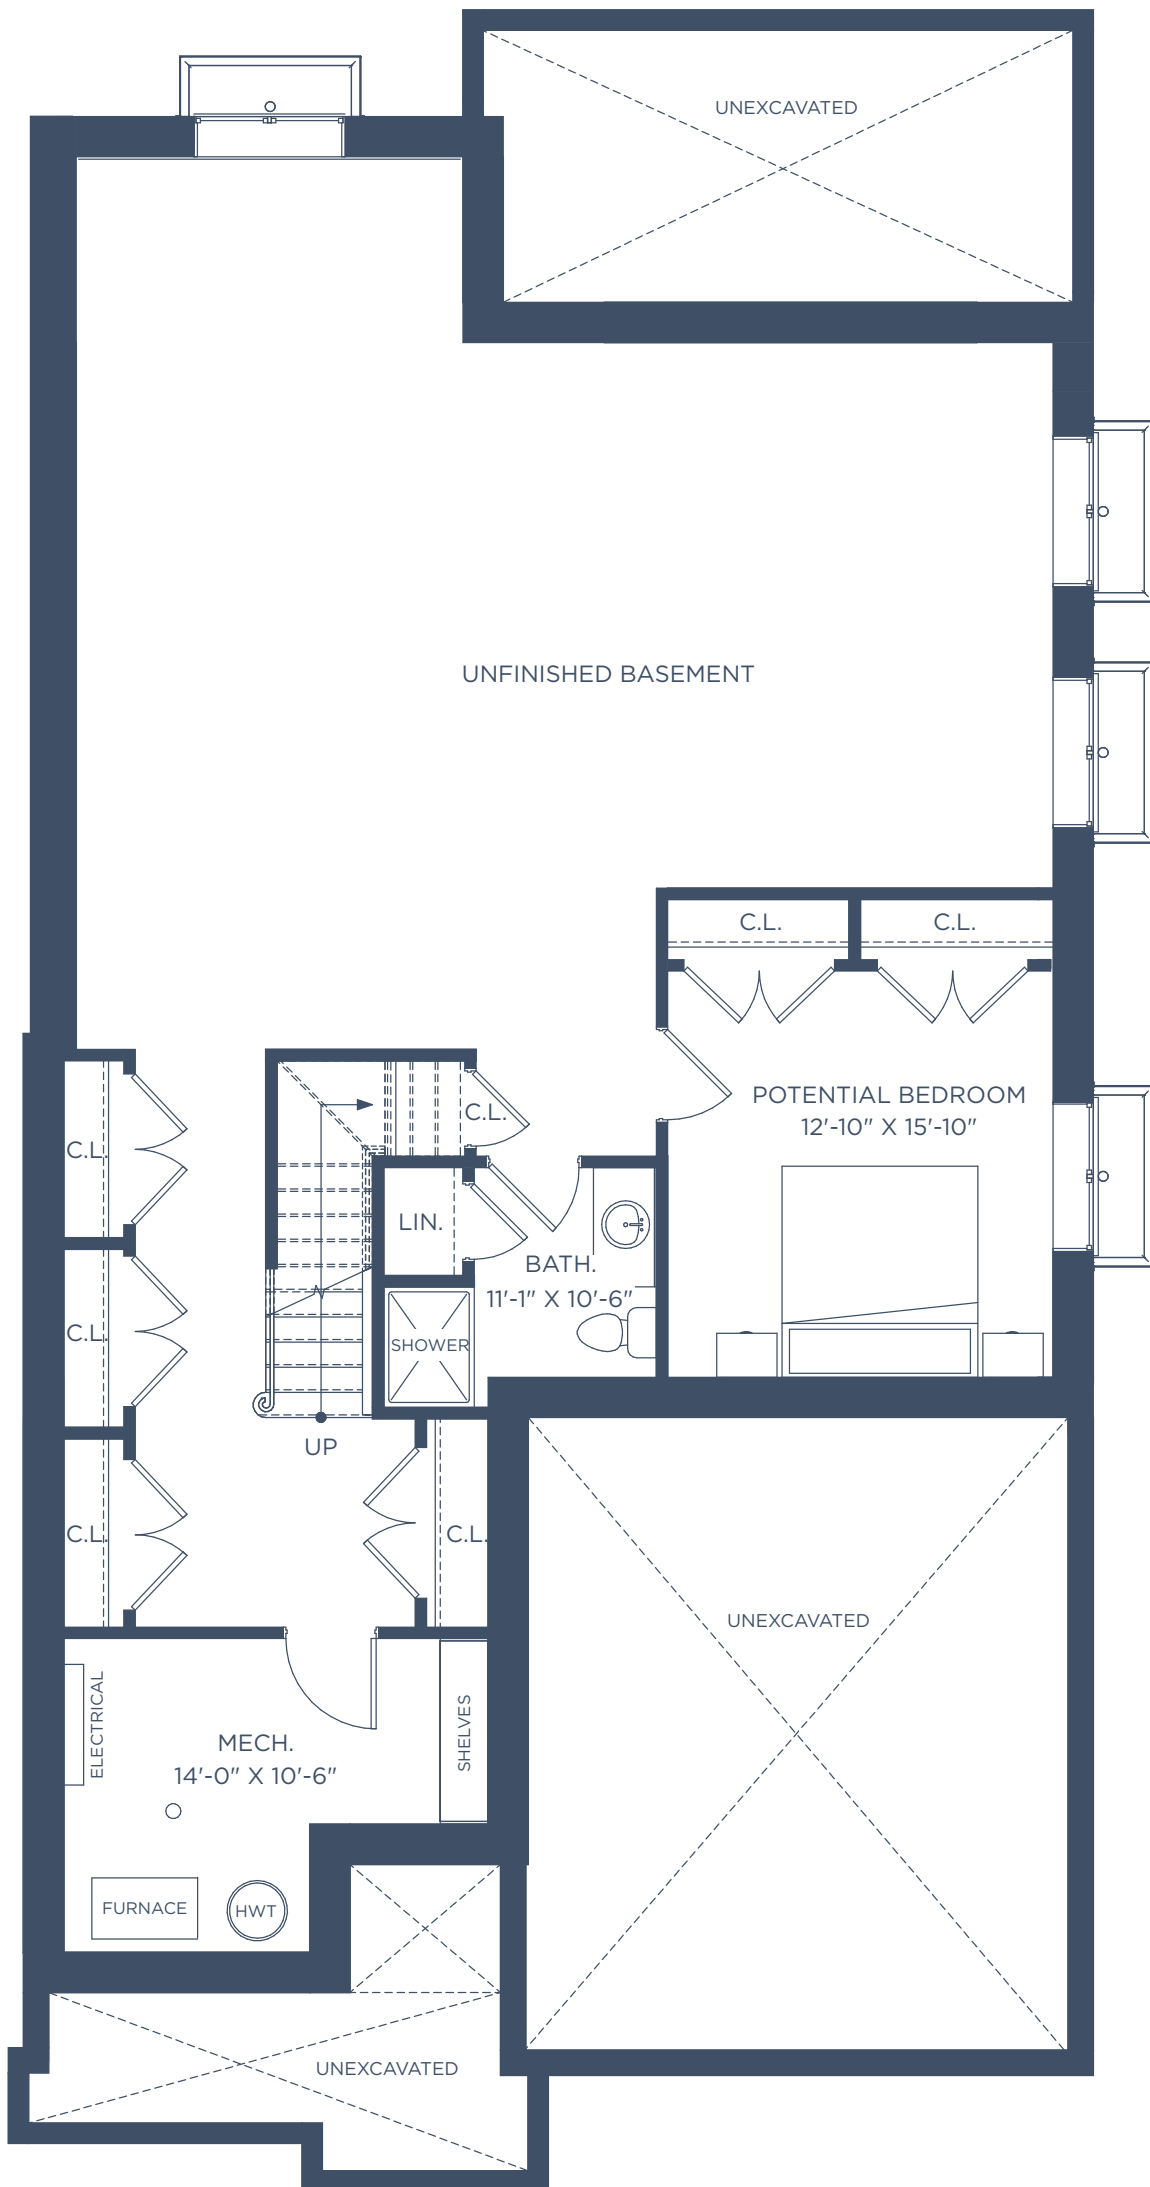 UNEXCAVATED
UNFINISHED BASEMENT
C.L.
C.L.
POTENTIAL BEDROOM
12'-10" X 15'-10"
C.L.
C.L.
LIN.
BATH.
11'-1" X 10'-6"
C.L.
SHOWER
UP
C.L.
C.L.
UNEXCAVATED
ELECTRICAL
SHELVES
MECH.
14'-0" X 10'-6"
FURNACE
HWT
UNEXCAVATED